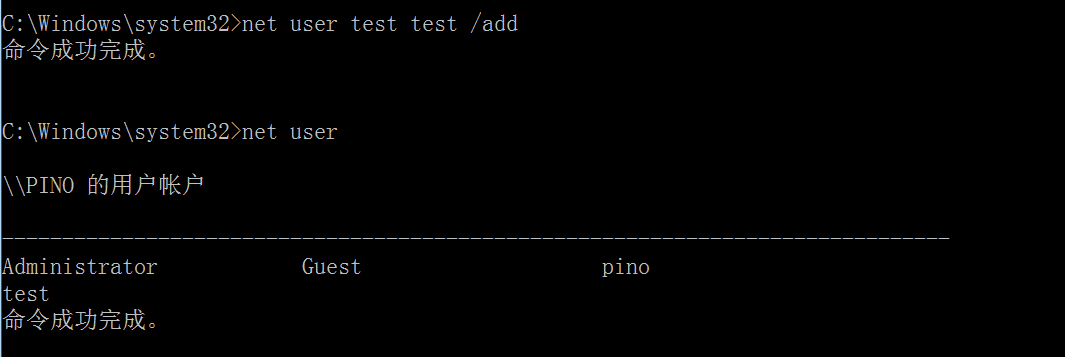 C:\Windows\system32>net user test test /add
命令成功完成。
C:\Windows\system32>net user
\\PINO 的用户帐户
-------------------------------------------------------------------------------
Administrator            Guest                    pino
test
命令成功完成。